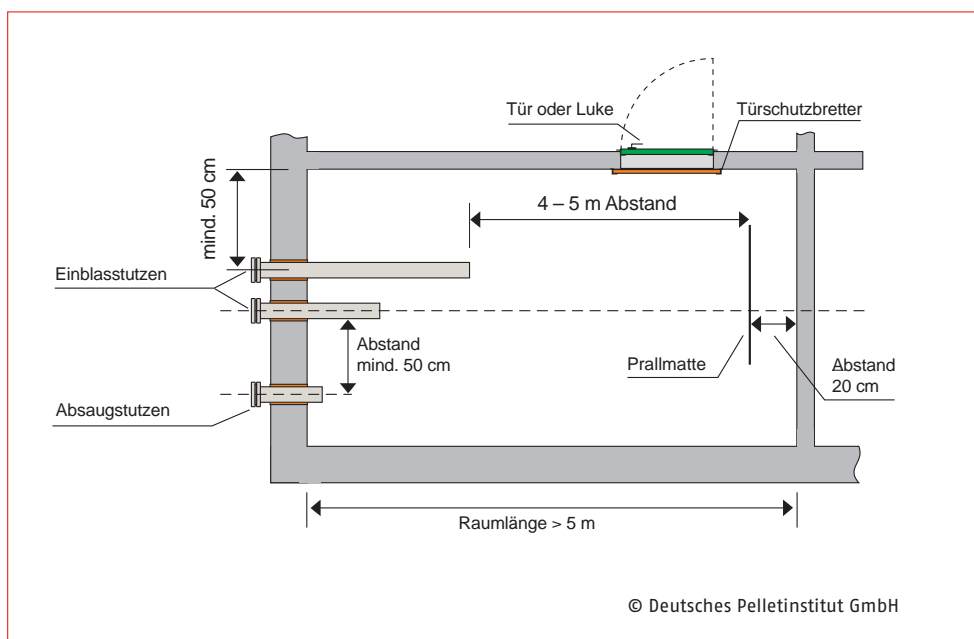 Tür oder Luke
Türschutzbretter
mind. 50 cm
4 – 5 m Abstand
Einblasstutzen
Abstand
mind. 50 cm
Prallmatte
Abstand
20 cm
Absaugstutzen
Raumlänge > 5 m
© Deutsches Pelletinstitut GmbH